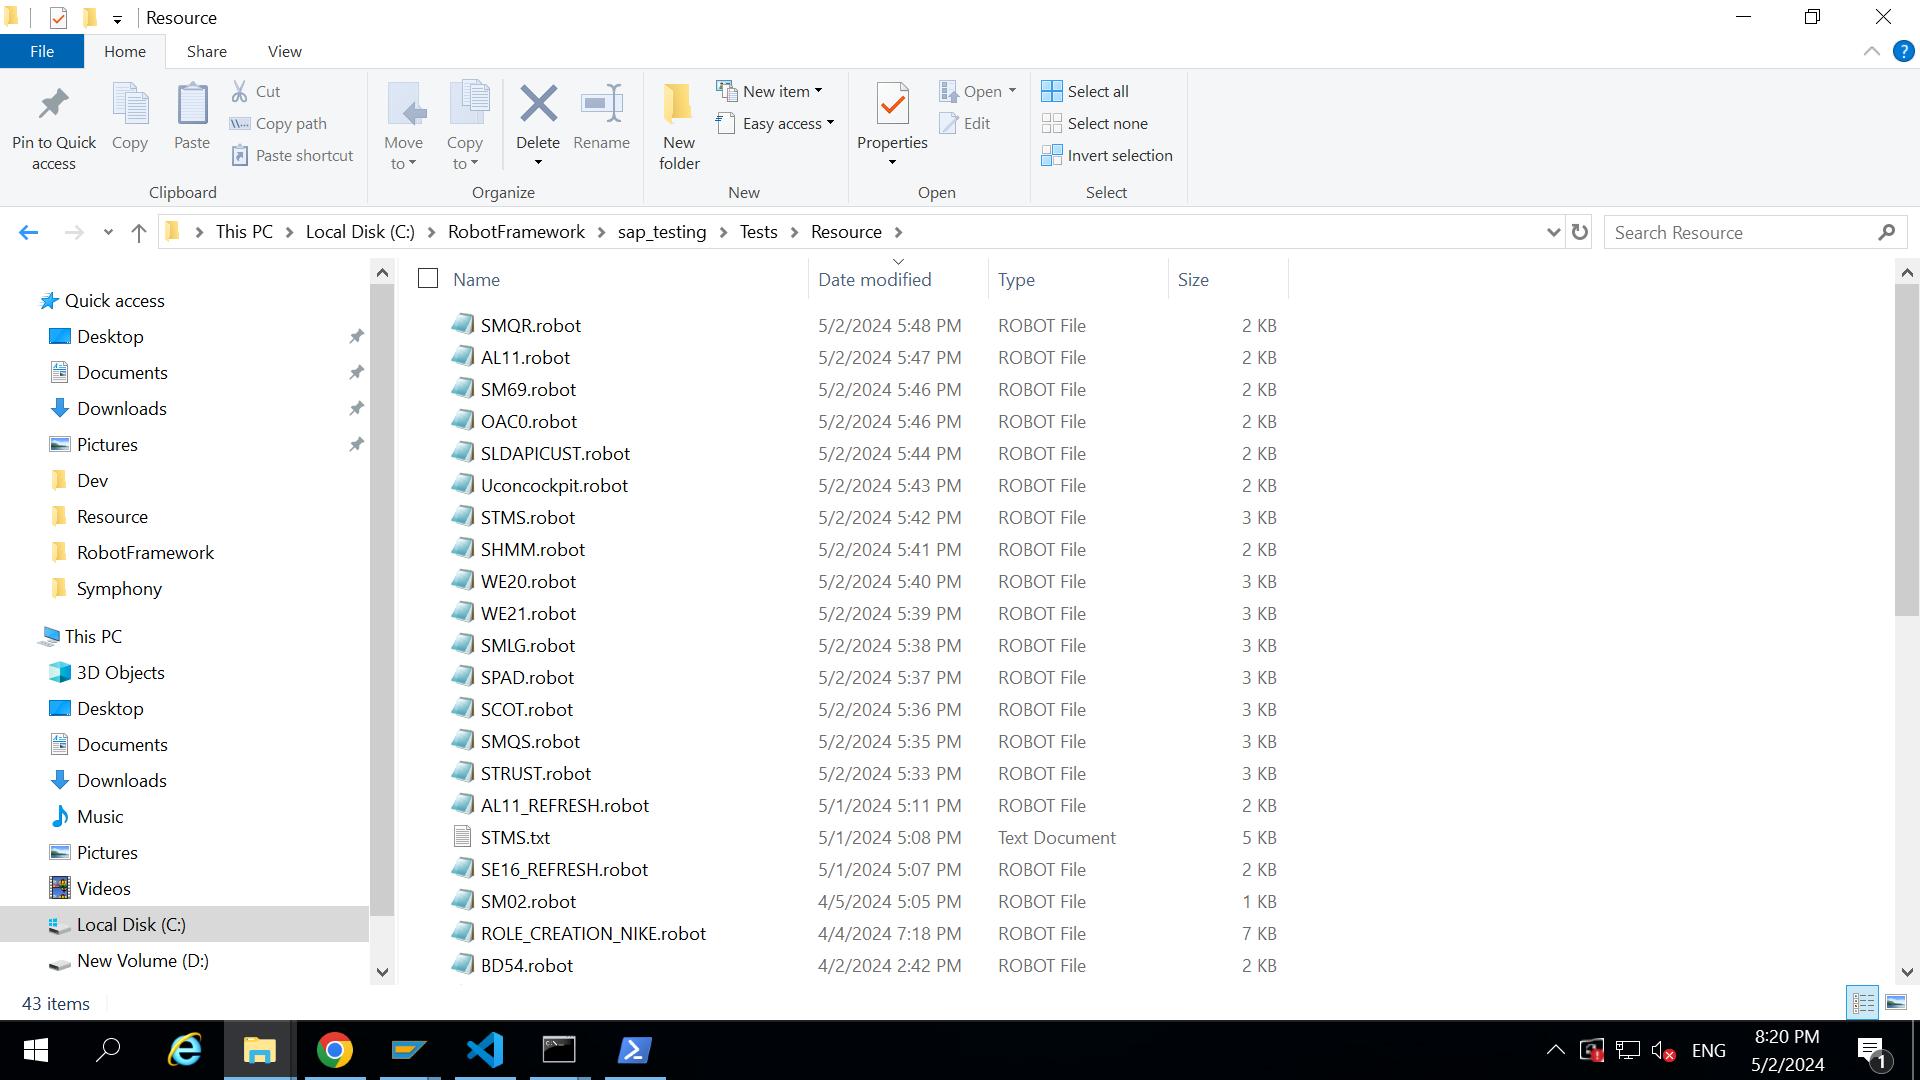 Resource
File Home Share View
Pin to Quick access
Copy
Paste
Cut
Copy path
Paste shortcut
Clipboard
Move to
Copy to
Delete
Rename
Organize
New folder
New item
Easy access
New
Properties
Open
Edit
Open
Select all
Select none
Invert selection
Select
This PC Local Disk (C:) RobotFramework sap_testing Tests Resource
Search Resource
Quick access
Desktop
Documents
Downloads
Pictures
Dev
Resource
RobotFramework
Symphony
This PC
3D Objects
Desktop
Documents
Downloads
Music
Pictures
Videos
Local Disk (C:)
New Volume (D:)
Name Date modified Type Size
SMQR.robot 5/2/2024 5:48 PM ROBOT File 2 KB
AL11.robot 5/2/2024 5:47 PM ROBOT File 2 KB
SM69.robot 5/2/2024 5:46 PM ROBOT File 2 KB
OAC0.robot 5/2/2024 5:46 PM ROBOT File 2 KB
SLDAPICUST.robot 5/2/2024 5:44 PM ROBOT File 2 KB
Uconcockpit.robot 5/2/2024 5:43 PM ROBOT File 2 KB
STMS.robot 5/2/2024 5:42 PM ROBOT File 3 KB
SHMM.robot 5/2/2024 5:41 PM ROBOT File 2 KB
WE20.robot 5/2/2024 5:40 PM ROBOT File 3 KB
WE21.robot 5/2/2024 5:39 PM ROBOT File 3 KB
SMLG.robot 5/2/2024 5:38 PM ROBOT File 3 KB
SPAD.robot 5/2/2024 5:37 PM ROBOT File 3 KB
SCOT.robot 5/2/2024 5:36 PM ROBOT File 3 KB
SMQS.robot 5/2/2024 5:35 PM ROBOT File 3 KB
STRUST.robot 5/2/2024 5:33 PM ROBOT File 3 KB
AL11_REFRESH.robot 5/1/2024 5:11 PM ROBOT File 2 KB
STMS.txt 5/1/2024 5:08 PM Text Document 5 KB
SE16_REFRESH.robot 5/1/2024 5:07 PM ROBOT File 2 KB
SM02.robot 4/5/2024 5:05 PM ROBOT File 1 KB
ROLE_CREATION_NIKE.robot 4/4/2024 7:18 PM ROBOT File 7 KB
BD54.robot 4/2/2024 2:42 PM ROBOT File 2 KB
43 items
ENG
8:20 PM
5/2/2024
1